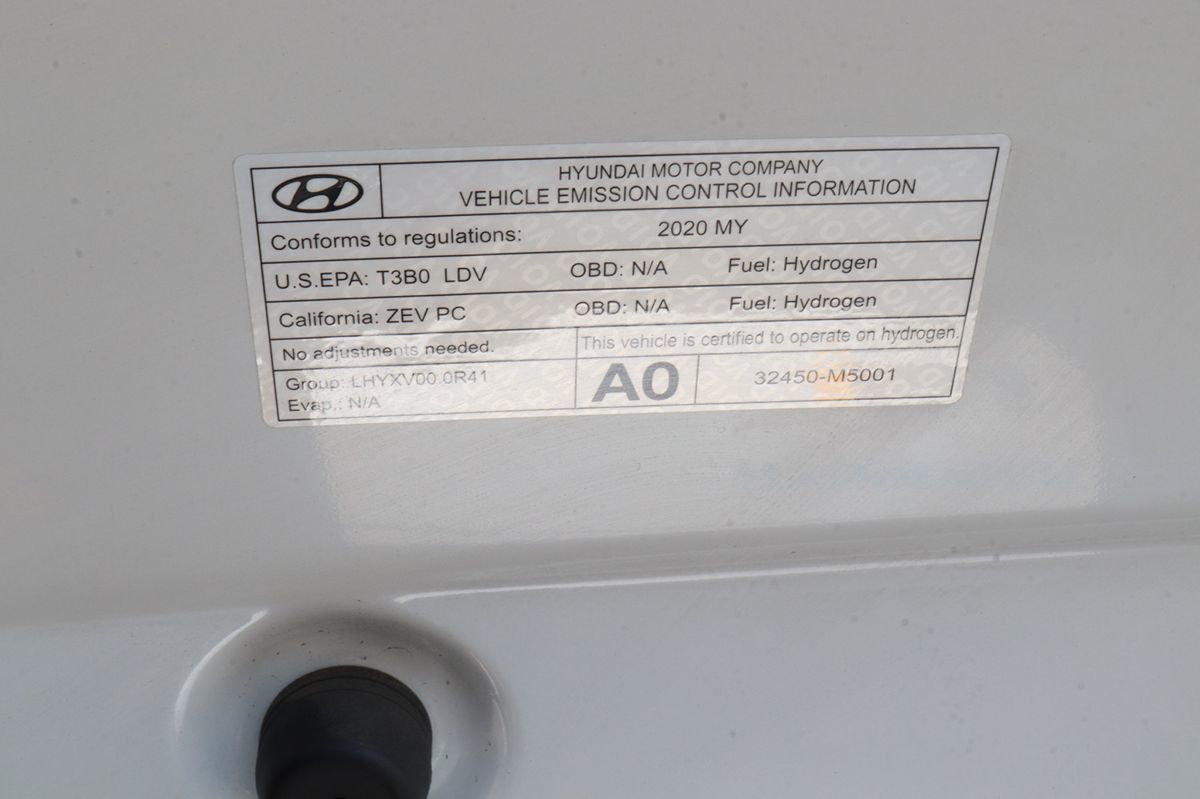 HYUNDAI MOTOR COMPANY
VEHICLE EMISSION CONTROL INFORMATION
Conforms to regulations: 2020 MY
U.S.EPA: T3B0 LDV OBD: N/A Fuel: Hydrogen
California: ZEV PC OBD: N/A Fuel: Hydrogen
No adjustments needed.
This vehicle is certified to operate on hydrogen.
Group: LHYXV00.0R41
Evap.: N/A
A0
32450-M5001